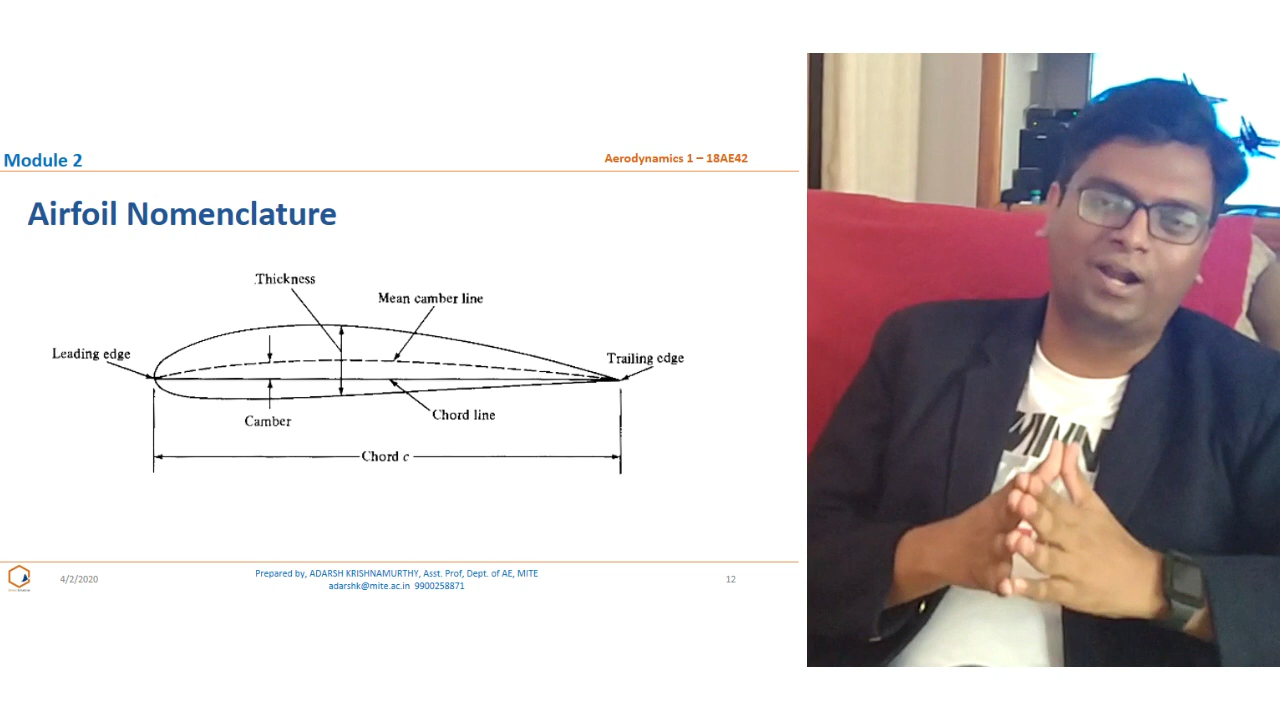 Module 2
Aerodynamics 1 – 18AE42
Airfoil Nomenclature
Thickness
Mean camber line
Leading edge
Trailing edge
Camber
Chord line
Chord c
4/2/2020
Prepared by, ADARSH KRISHNAMURTHY, Asst. Prof, Dept. of AE, MITE
adarshk@mite.ac.in 9900258871
12